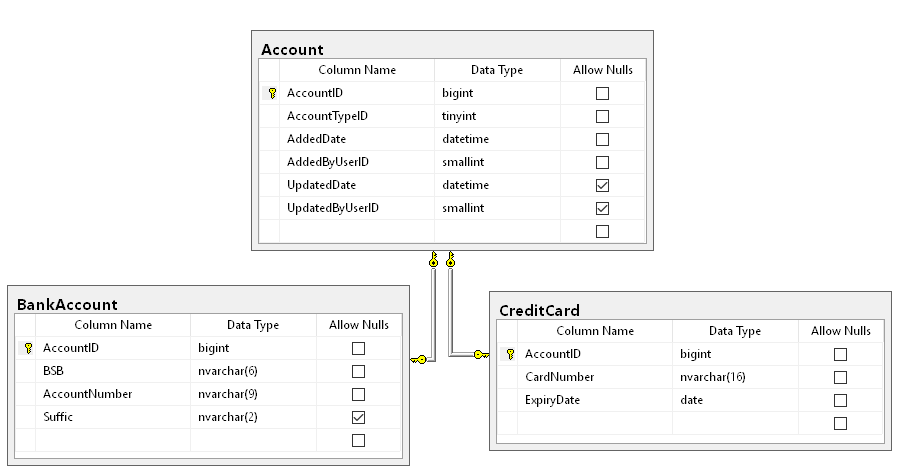 Account
Column Name Data Type Allow Nulls
AccountID bigint
AccountTypeID tinyint
AddedDate datetime
AddedByUserID smallint
UpdatedDate datetime
UpdatedByUserID smallint
BankAccount
Column Name Data Type Allow Nulls
AccountID bigint
BSB nvarchar(6)
AccountNumber nvarchar(9)
Suffic nvarchar(2)
CreditCard
Column Name Data Type Allow Nulls
AccountID bigint
CardNumber nvarchar(16)
ExpiryDate date